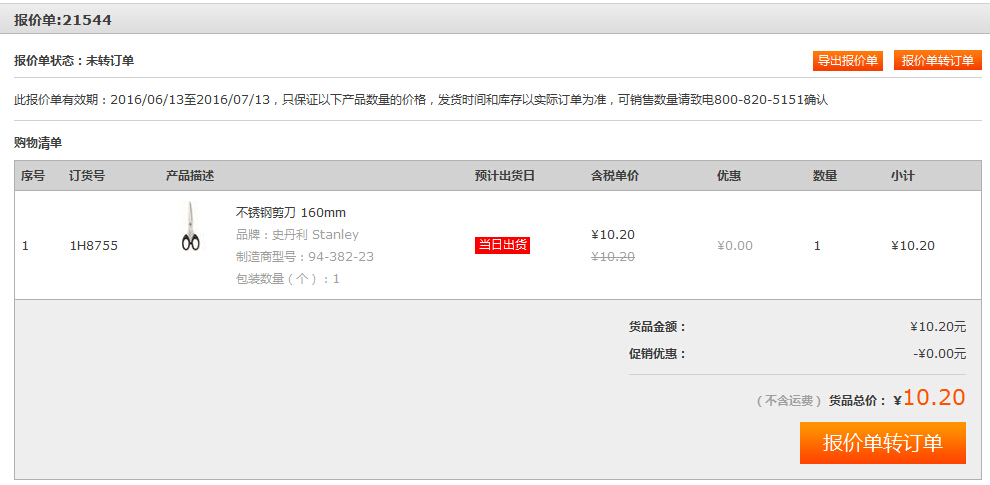 报价单:21544
报价单状态：未转订单 导出报价单 报价单转订单
此报价单有效期：2016/06/13至2016/07/13，只保证以下产品数量的价格，发货时间和库存以实际订单为准，可销售数量请致电800-820-5151确认
购物清单
序号 订货号 产品描述 预计出货日 含税单价 优惠 数量 小计
不锈钢剪刀 160mm
品牌：史丹利 Stanley
¥10.20
1 1H8755 当日出货 ¥0.00 1 ¥10.20
制造商型号：94-382-23 ¥10.20
包装数量（个）：1
货品金额： ¥10.20元
促销优惠： -¥0.00元
（不含运费）货品总价：¥10.20
报价单转订单